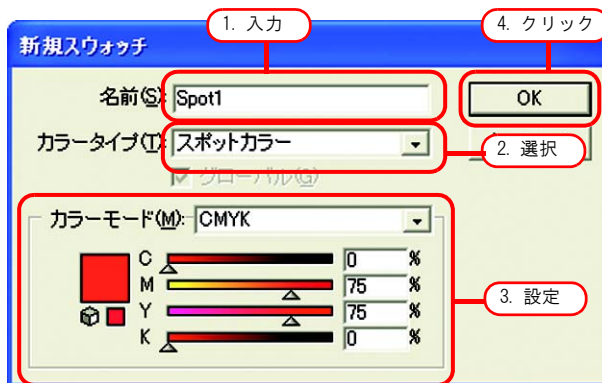 1. 入力
4. クリック
新規スウォッチ
名前(S): Spot1
OK
カラータイプ(T): スポットカラー
2. 選択
グローバル(G)
カラーモード(M): CMYK
C 0 %
M 75 %
3. 設定
Y 75 %
K 0 %